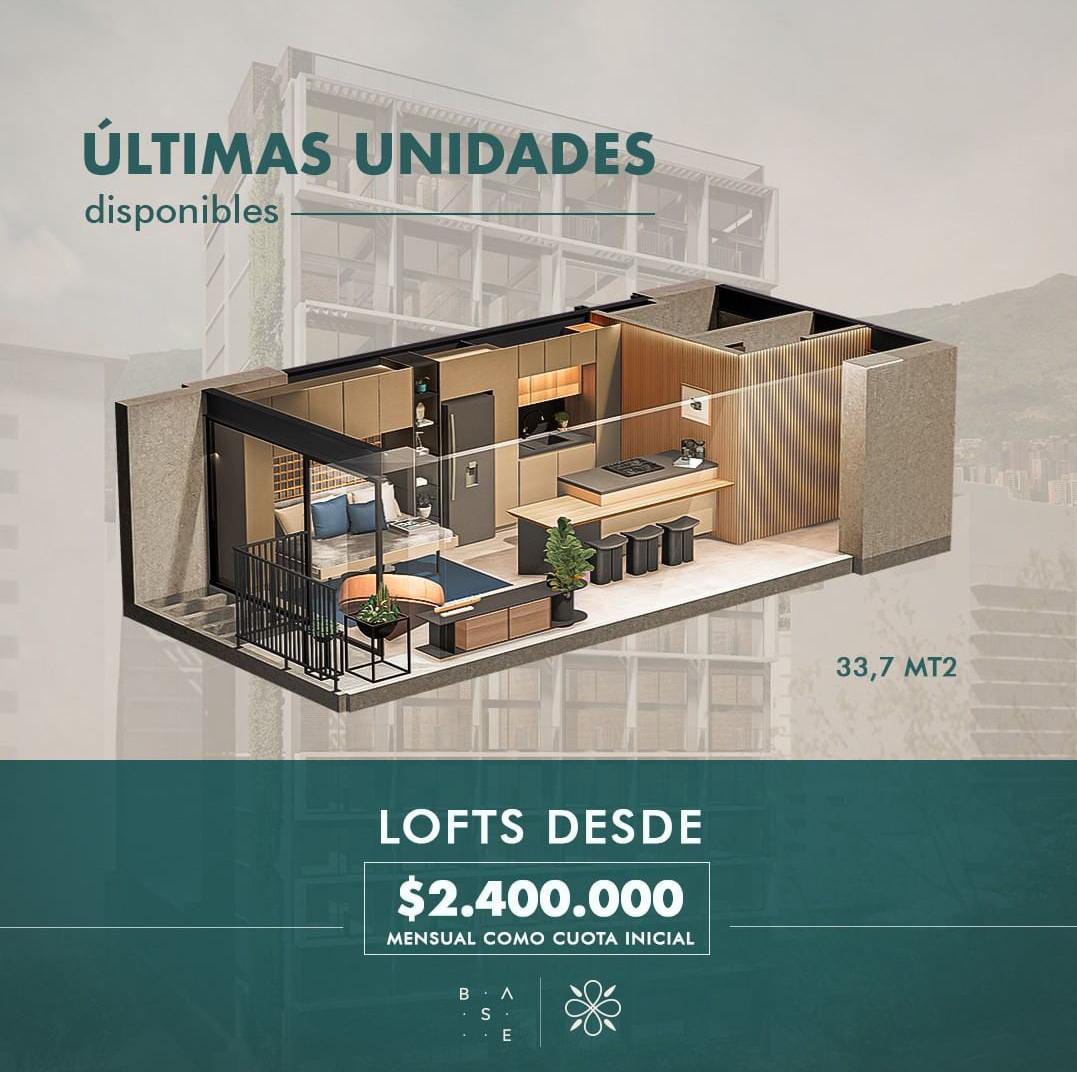 ÚLTIMAS UNIDADES
disponibles
33,7 MT2
LOFTS DESDE
$2.400.000
MENSUAL COMO CUOTA INICIAL
B · A
· S ·
· · E